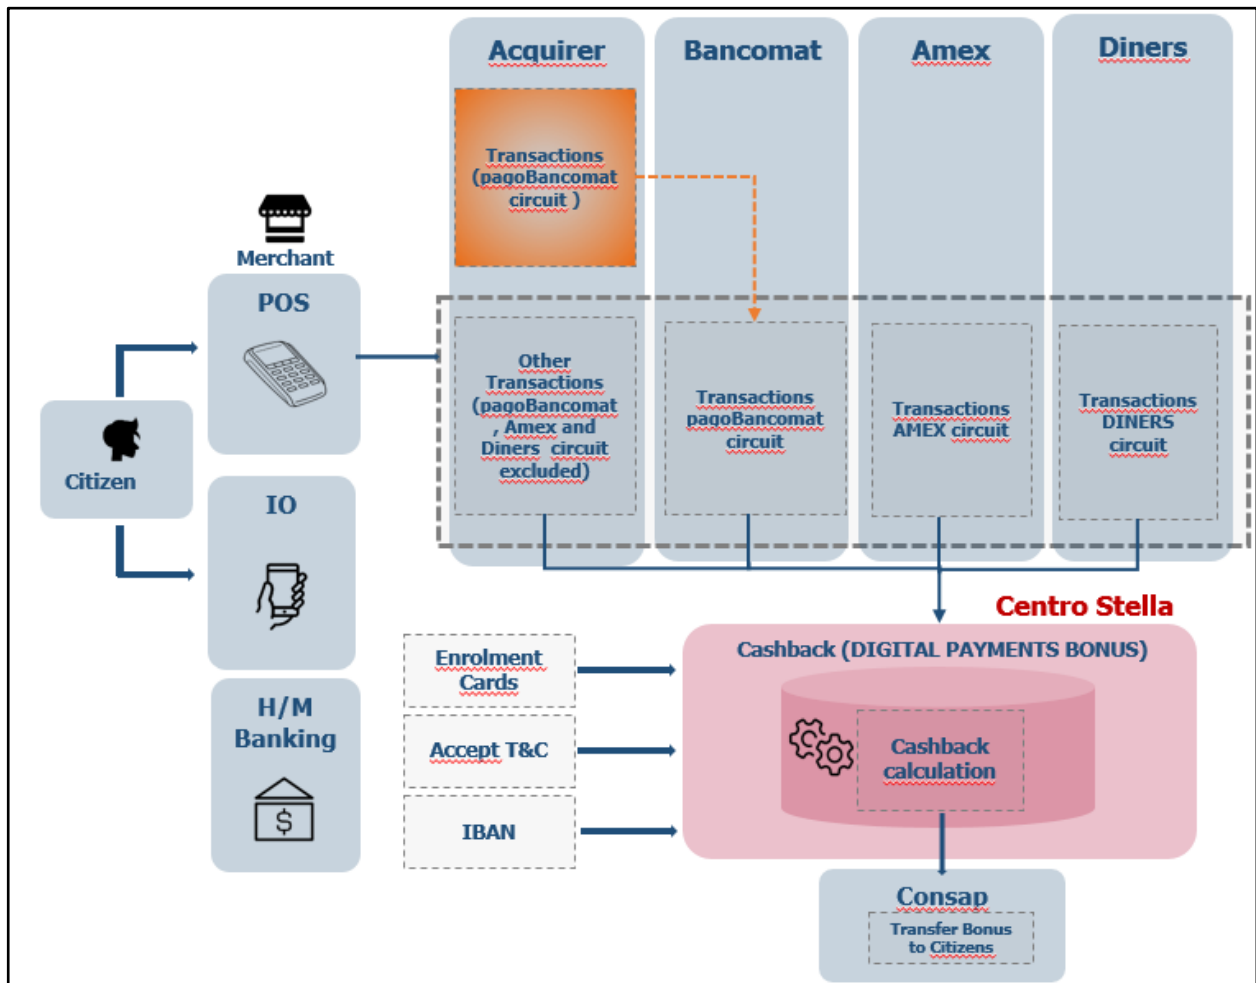 Acquirer
Bancomat
Amex
Diners
Transactions
(pagoBancomat
circuit )
Merchant
POS
Other
Transactions
(pagoBancomat
, Amex and
Diners circuit
excluded)
Transactions
pagoBancomat
circuit
Transactions
AMEX circuit
Transactions
DINERS
circuit
Citizen
IO
H/M
Banking
$
Centro Stella
Enrolment
Cards
Accept T&C
IBAN
Cashback (DIGITAL PAYMENTS BONUS)
Cashback
calculation
Consap
Transfer Bonus
to Citizens